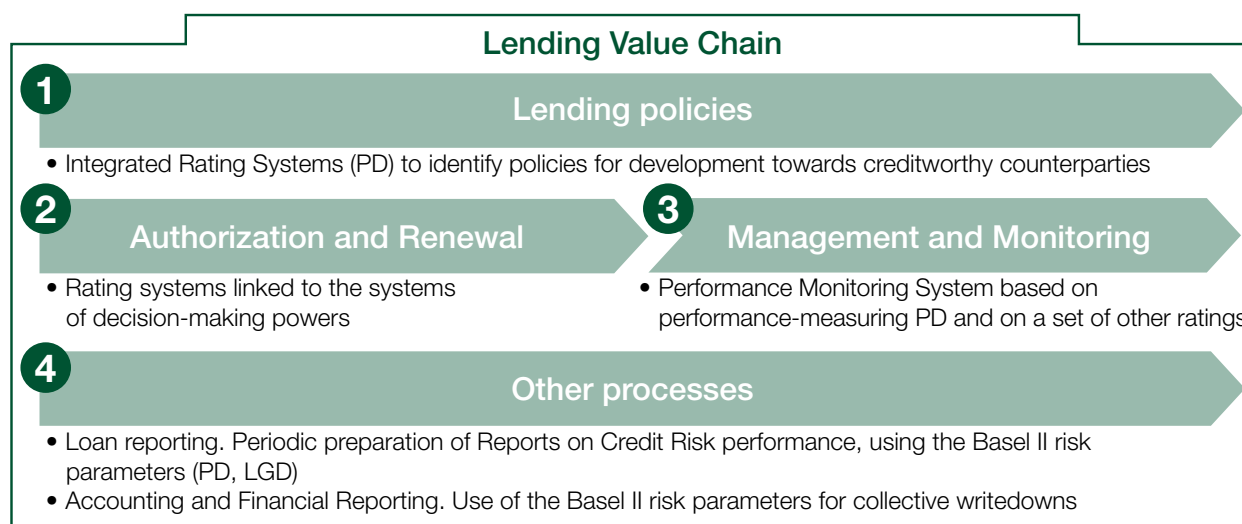 Lending Value Chain
1
Lending policies
• Integrated Rating Systems (PD) to identify policies for development towards creditworthy counterparties
2
Authorization and Renewal
• Rating systems linked to the systems
of decision-making powers
3
Management and Monitoring
• Performance Monitoring System based on
performance-measuring PD and on a set of other ratings
4
Other processes
• Loan reporting. Periodic preparation of Reports on Credit Risk performance, using the Basel II risk
parameters (PD, LGD)
• Accounting and Financial Reporting. Use of the Basel II risk parameters for collective writedowns